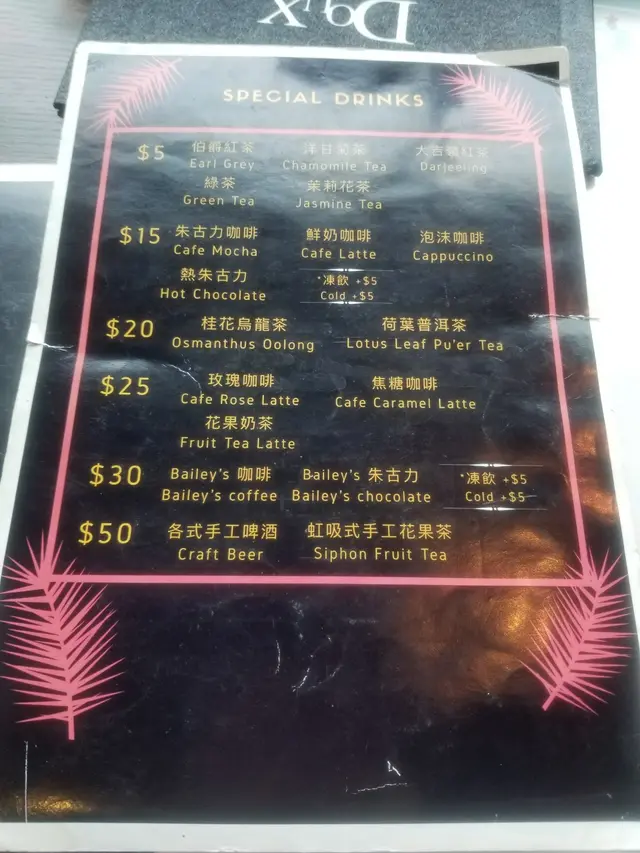 DqiX
SPECIAL DRINKS
$5 伯爵紅茶 洋甘菊茶 大吉嶺紅茶
Earl Grey Chamomile Tea Darjeeling
綠茶 茉莉花茶
Green Tea Jasmine Tea
$15 朱古力咖啡 鮮奶咖啡 泡沫咖啡
Cafe Mocha Cafe Latte Cappuccino
熱朱古力 *凍飲 +$5
Hot Chocolate Cold +$5
$20 桂花烏龍茶 荷葉普洱茶
Osmanthus Oolong Lotus Leaf Pu'er Tea
$25 玫瑰咖啡 焦糖咖啡
Cafe Rose Latte Cafe Caramel Latte
花果奶茶
Fruit Tea Latte
$30 Bailey's 咖啡 Bailey's 朱古力 *凍飲 +$5
Bailey's coffee Bailey's chocolate Cold +$5
$50 各式手工啤酒 虹吸式手工花果茶
Craft Beer Siphon Fruit Tea